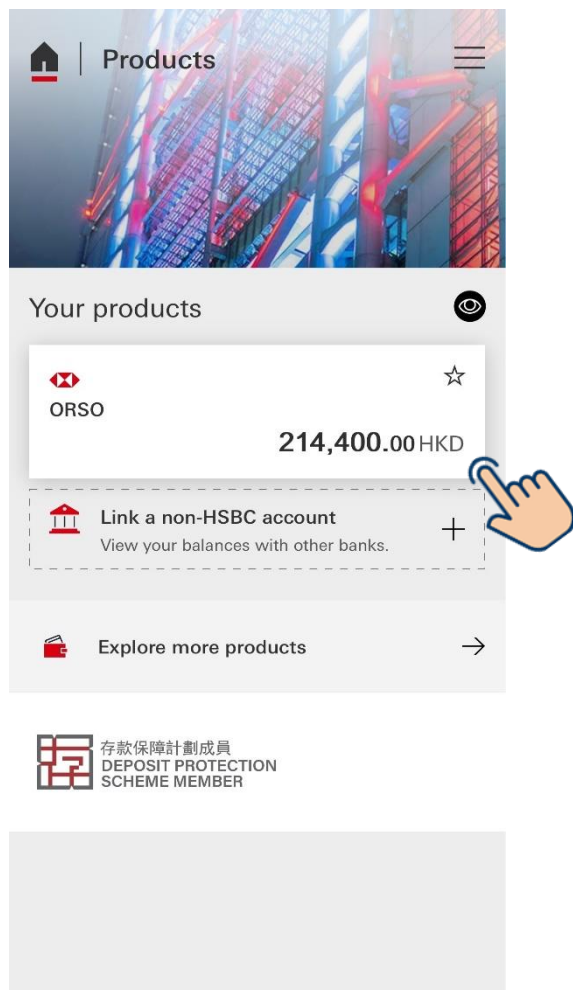 Products
Your products
ORSO
214,400.00 HKD
Link a non-HSBC account
View your balances with other banks.
Explore more products
存款保障計劃成員
DEPOSIT PROTECTION
SCHEME MEMBER